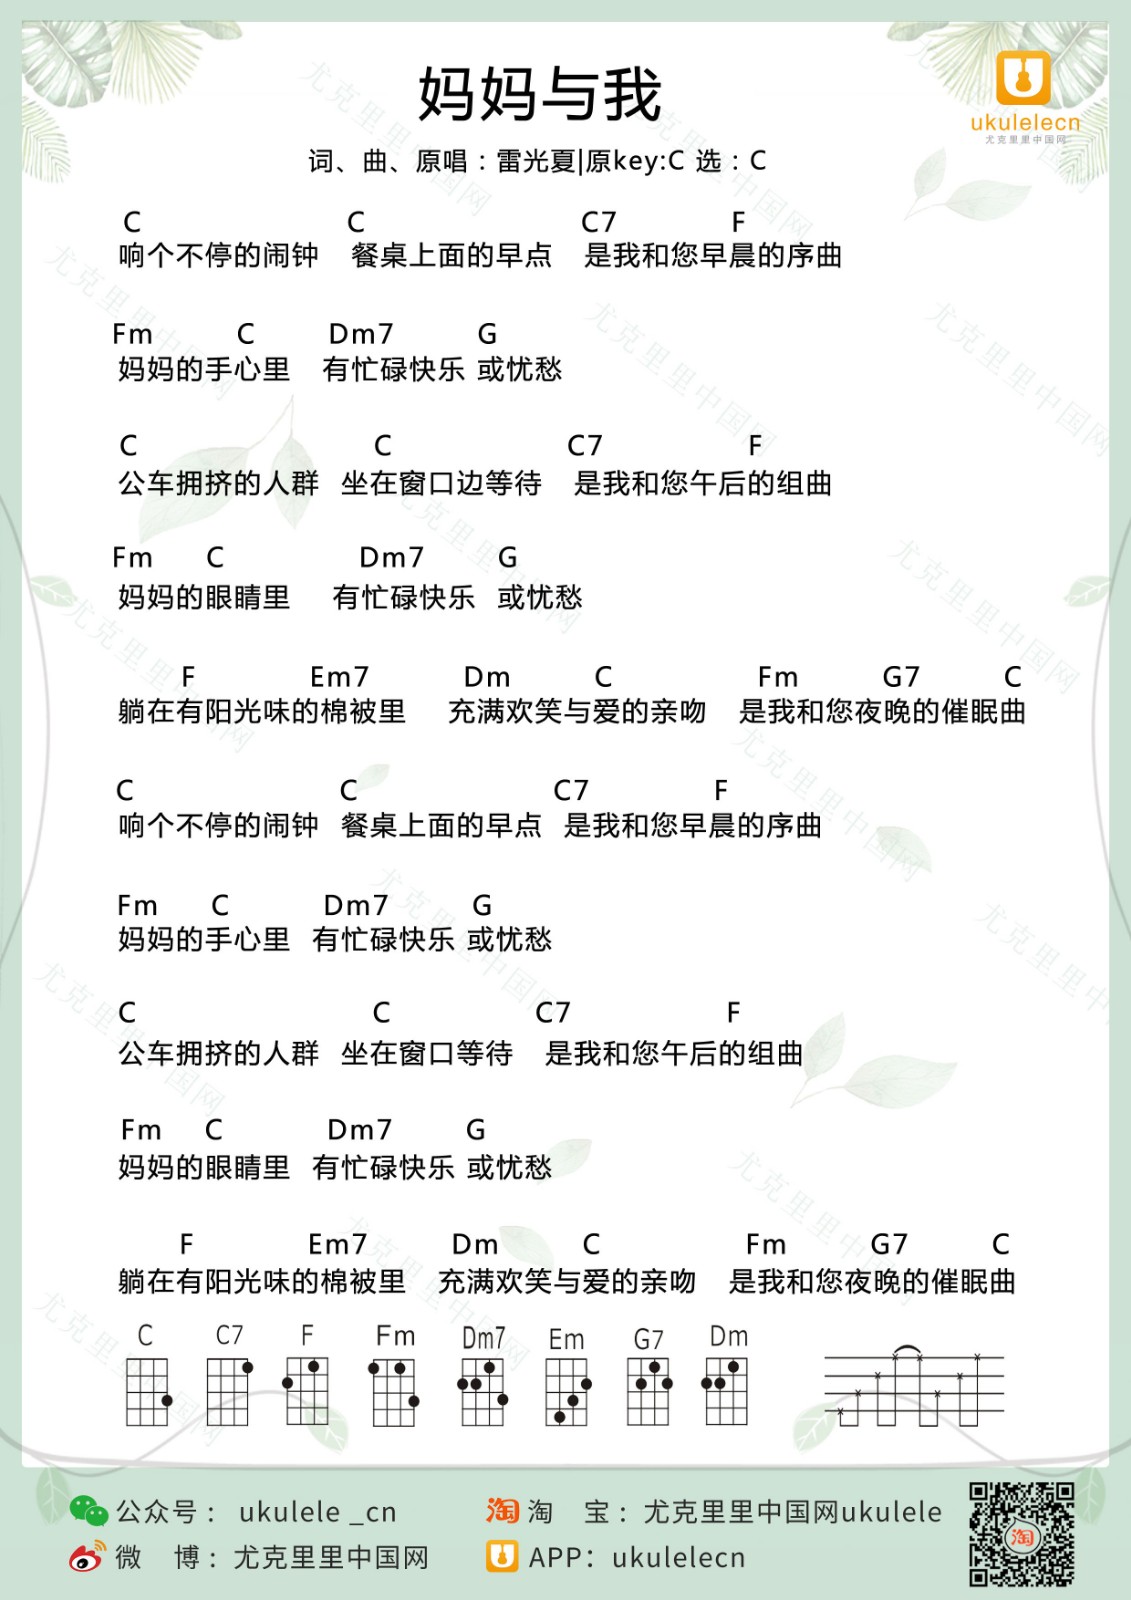 妈妈与我
ukulelecn
尤克里里中国网
词、曲、原唱：雷光夏|原key:C 选：C
C C C7 F
响个不停的闹钟 餐桌上面的早点 是我和您早晨的序曲
Fm C Dm7 G
妈妈的手心里 有忙碌快乐 或忧愁
C C C7 F
公车拥挤的人群 坐在窗口边等待 是我和您午后的组曲
Fm C Dm7 G
妈妈的眼睛里 有忙碌快乐 或忧愁
F Em7 Dm C Fm G7 C
躺在有阳光味的棉被里 充满欢笑与爱的亲吻 是我和您夜晚的催眠曲
C C C7 F
响个不停的闹钟 餐桌上面的早点 是我和您早晨的序曲
Fm C Dm7 G
妈妈的手心里 有忙碌快乐 或忧愁
C C C7 F
公车拥挤的人群 坐在窗口等待 是我和您午后的组曲
Fm C Dm7 G
妈妈的眼睛里 有忙碌快乐 或忧愁
F Em7 Dm C Fm G7 C
躺在有阳光味的棉被里 充满欢笑与爱的亲吻 是我和您夜晚的催眠曲
C C7 F Fm Dm7 Em G7 Dm
公众号： ukulele _cn
淘 淘 宝：尤克里里中国网ukulele
微 博：尤克里里中国网
APP：ukulelecn
淘